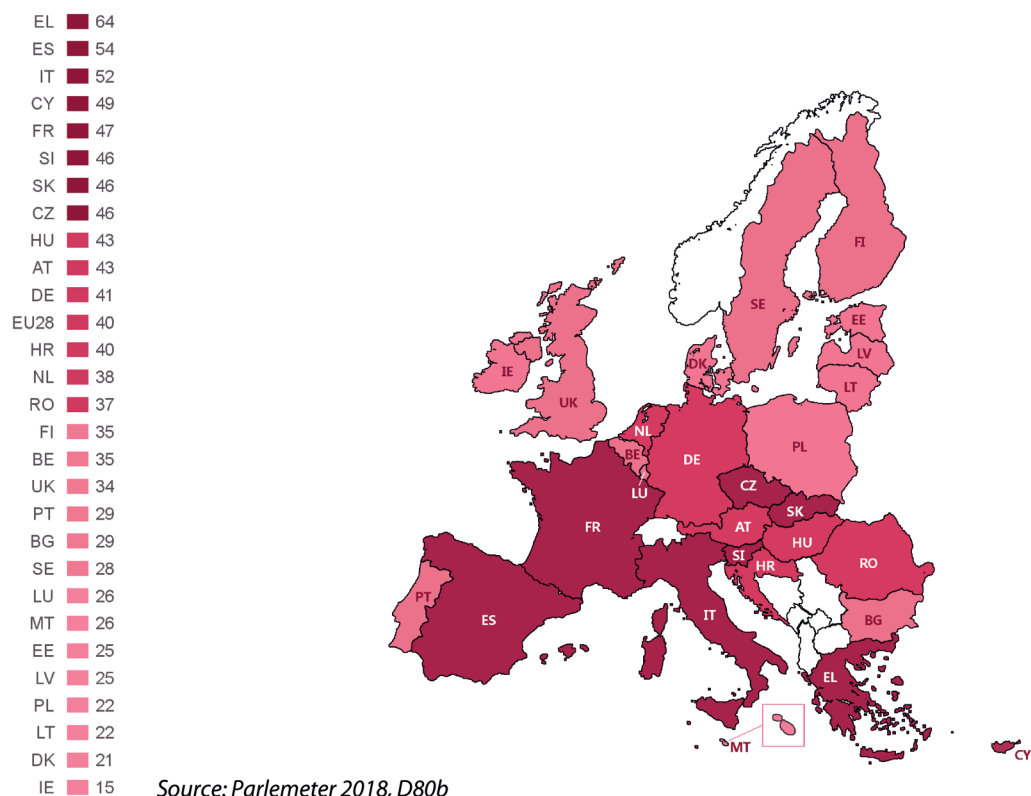 EL 64
ES 54
IT 52
CY 49
FR 47
SI 46
SK 46
CZ 46
HU 43
AT 43
DE 41
EU28 40
HR 40
NL 38
RO 37
FI 35
BE 35
UK 34
PT 29
BG 29
SE 28
LU 26
MT 26
EE 25
LV 25
PL 22
LT 22
DK 21
IE 15
FI
SE
EE
LV
DK
LT
IE
UK
NL
PL
BE
DE
CZ
LU
SK
FR
AT
HU
SI
HR
RO
PT
ES
IT
BG
EL
MT
CY
Source: Parlemeter 2018, D80b